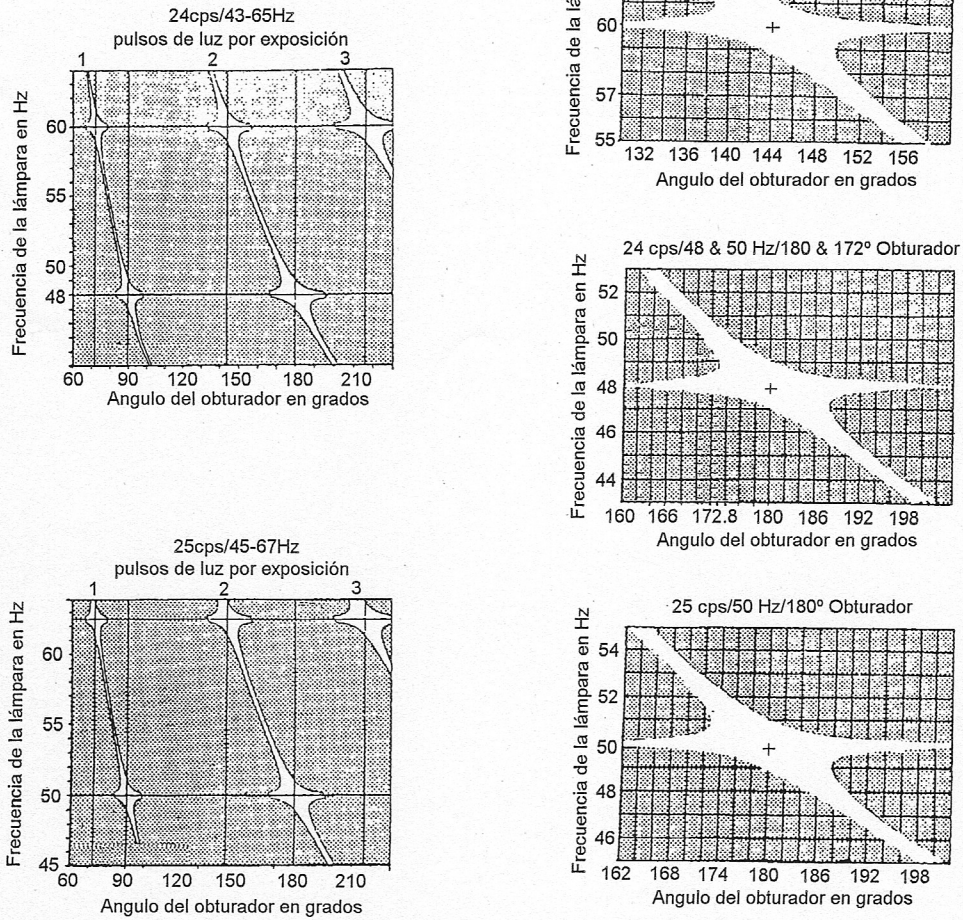 24cps/43-65Hz
pulsos de luz por exposición
1 2 3
Frecuencia de la lámpara en Hz
60
55
50
48
60 90 120 150 180 210
Angulo del obturador en grados
25cps/45-67Hz
pulsos de luz por exposición
1 2 3
Frecuencia de la lámpara en Hz
60
55
50
45
60 90 120 150 180 210
Angulo del obturador en grados
Frecuencia de la lá
60
57
55
132 136 140 144 148 152 156
Angulo del obturador en grados
24 cps/48 & 50 Hz/180 & 172º Obturador
Frecuencia de la lámpara en Hz
52
50
48
46
44
160 166 172.8 180 186 192 198
Angulo del obturador en grados
25 cps/50 Hz/180º Obturador
Frecuencia de la lámpara en Hz
54
52
50
48
46
162 168 174 180 186 192 198
Angulo del obturador en grados